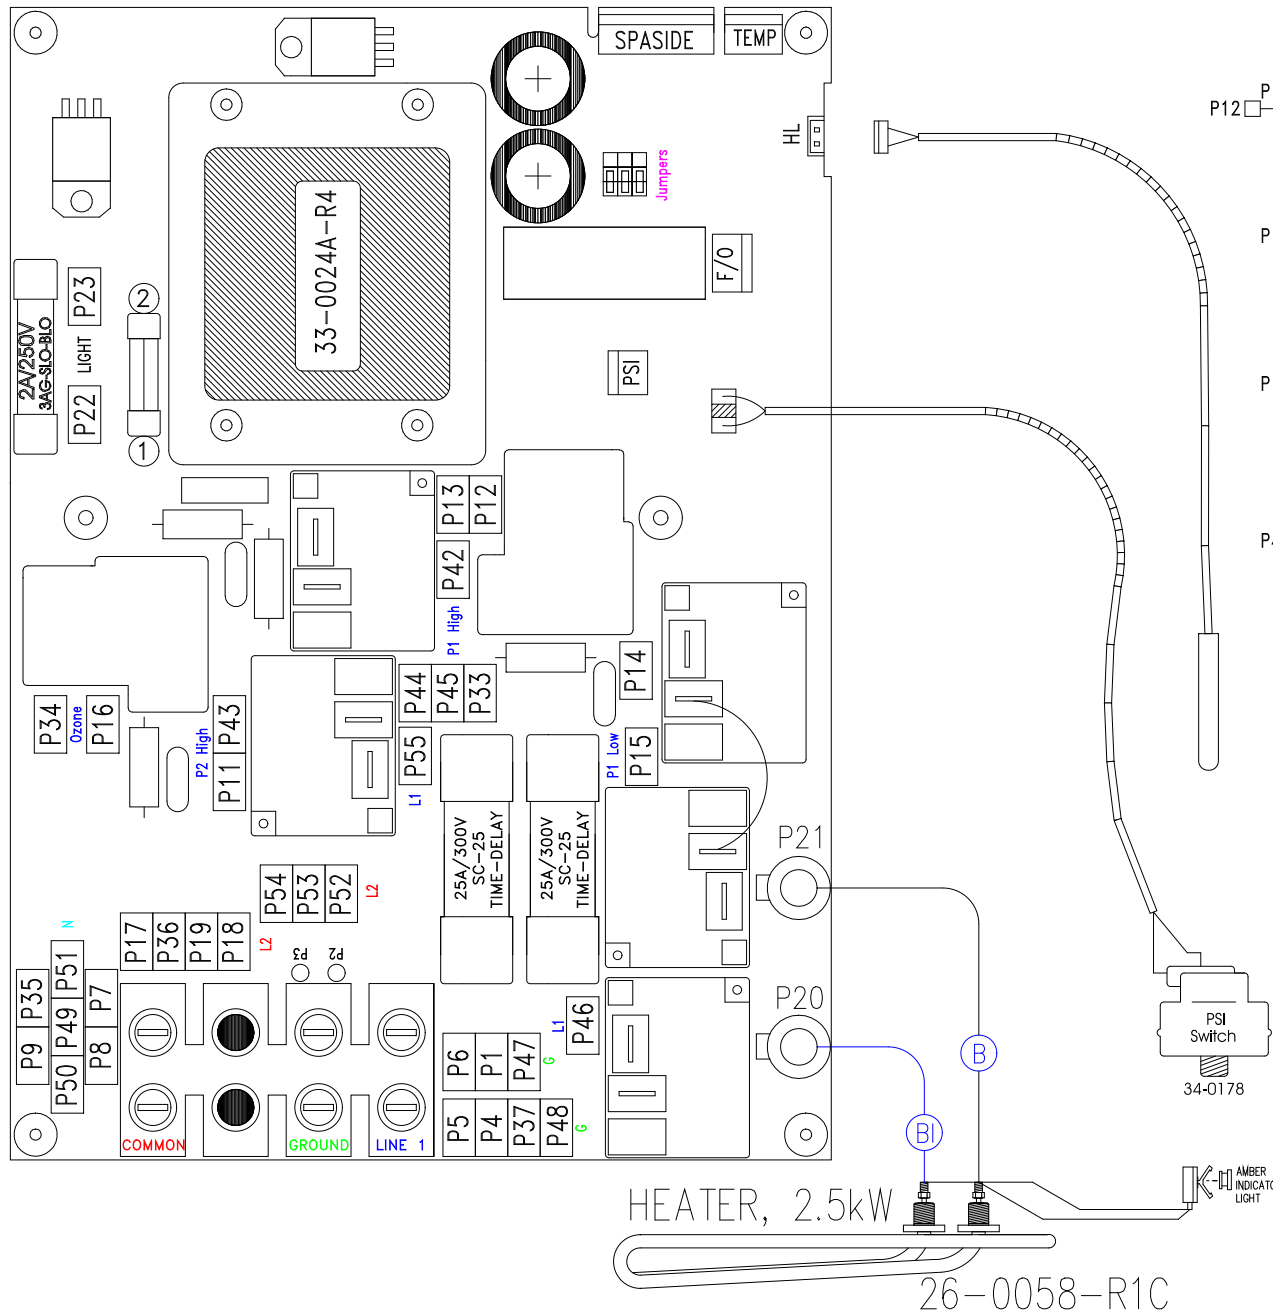 SPASIDE
TEMP
P
P12
HL
Jumpers
33-0024A-R4
F/O
P
P23
2
2A/250V
3AG-SLO-BLO
LIGHT
PSI
P22
1
P
P13
P12
P42
P1 High
P14
P44
P45
P33
P34
Ozone
P16
P2 High
P43
P11
P55
L1
P1 Low
P15
25A/300V
SC-25
TIME-DELAY
25A/300V
SC-25
TIME-DELAY
P21
P54
P53
P52
L2
N
P17
P36
P19
P18
L2
P3
P2
P35
P51
P7
P9
P49
P8
P50
L1
P46
P20
P6
P1
P47
G
P5
P4
P37
P48
G
B
BI
PSI
Switch
34-0178
COMMON
GROUND
LINE 1
AMBER
INDICATO
LIGHT
HEATER, 2.5kW
26-0058-R1C